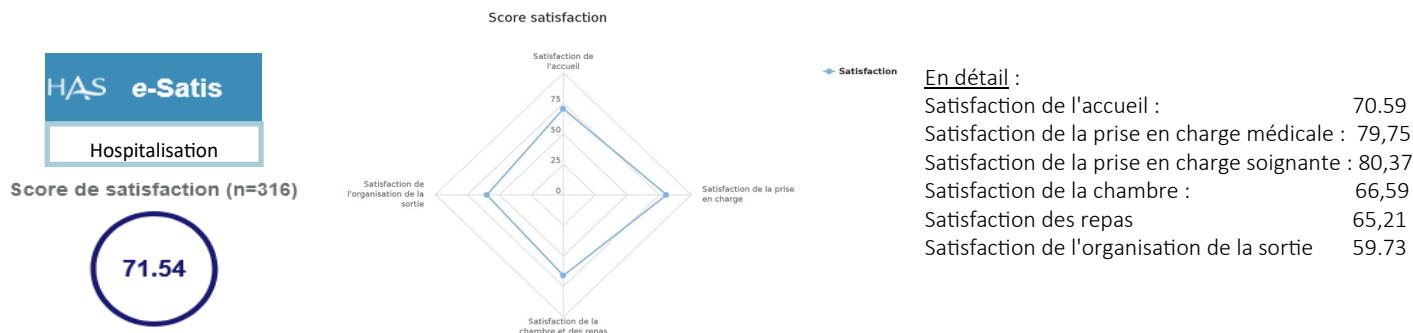 HAS e-Satis
Hospitalisation
Score de satisfaction (n=316)
71.54
Score satisfaction
Satisfaction de
l'accueil
75
50
25
0
Satisfaction de
l'organisation de la
sortie
Satisfaction de la prise
en charge
Satisfaction de la
chambre et des repas
Satisfaction
En détail :
Satisfaction de l'accueil : 70.59
Satisfaction de la prise en charge médicale : 79,75
Satisfaction de la prise en charge soignante : 80,37
Satisfaction de la chambre : 66,59
Satisfaction des repas 65,21
Satisfaction de l'organisation de la sortie 59.73